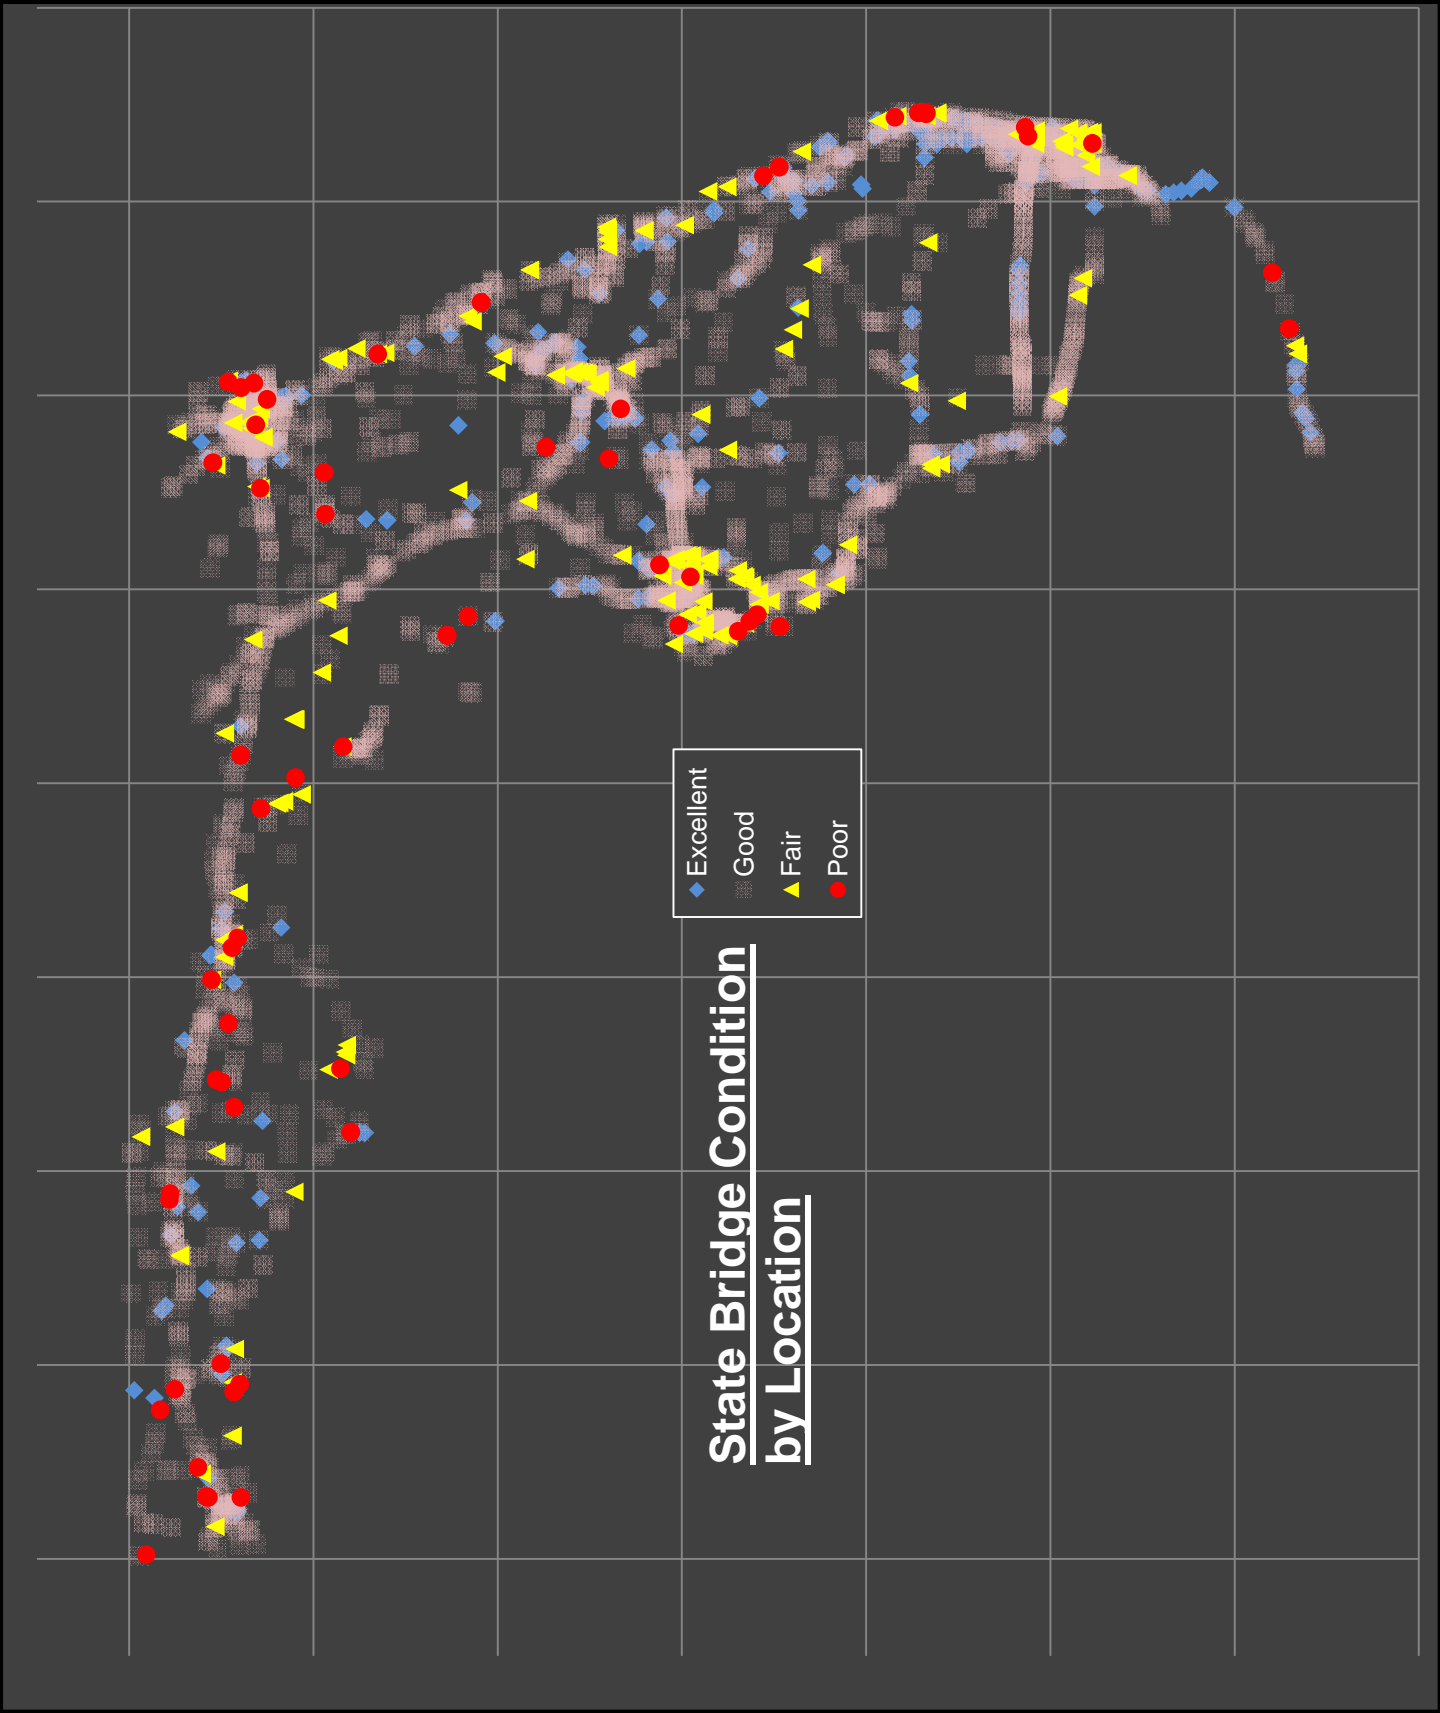 State Bridge Condition
by Location
Excellent
Good
Fair
Poor